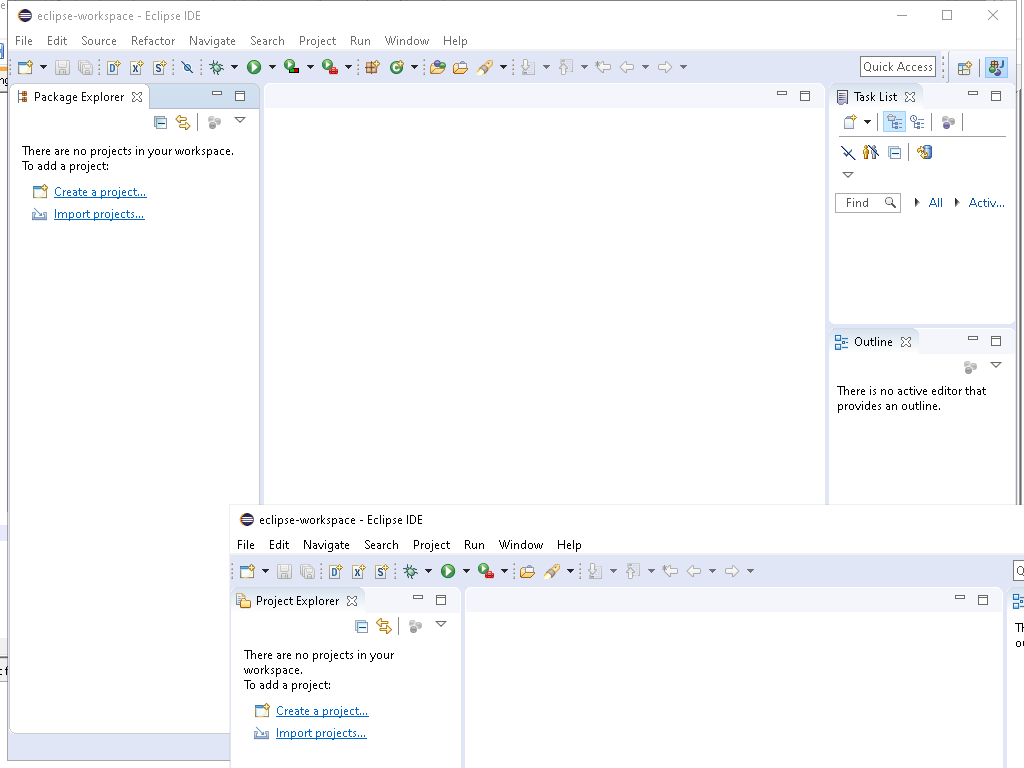 eclipse-workspace - Eclipse IDE
File Edit Source Refactor Navigate Search Project Run Window Help
Quick Access
Package Explorer
There are no projects in your workspace.
To add a project:
Create a project...
Import projects...
Task List
Find All Activ...
Outline
There is no active editor that
provides an outline.
eclipse-workspace - Eclipse IDE
File Edit Navigate Search Project Run Window Help
Project Explorer
There are no projects in your
workspace.
To add a project:
Create a project...
Import projects...